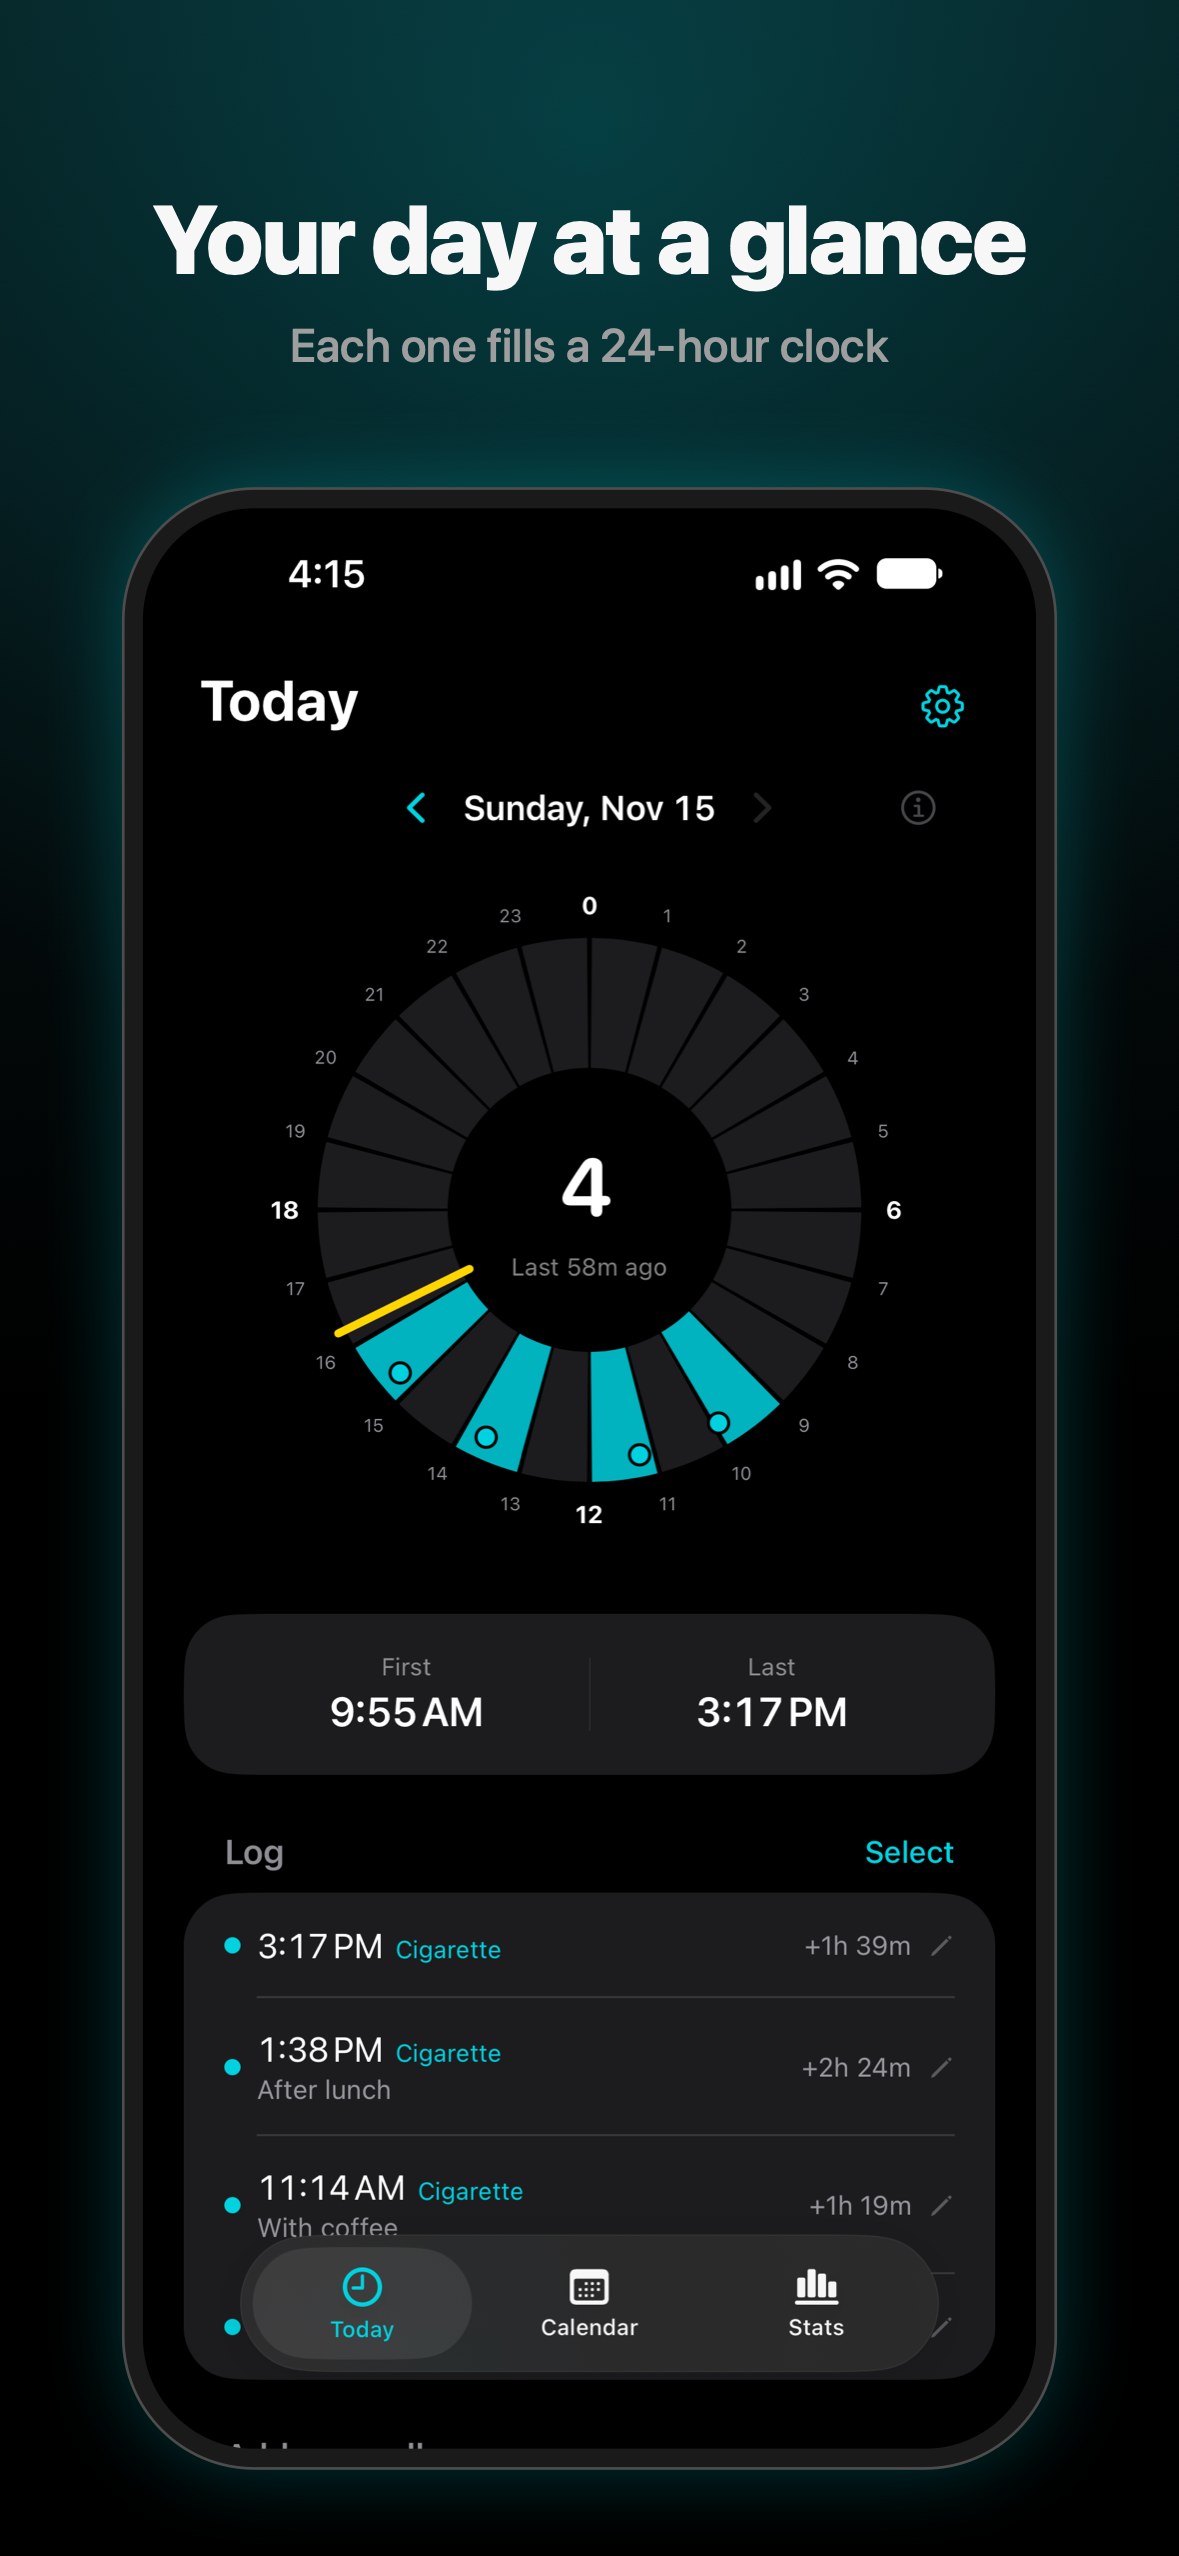 Your day at a glance
Each one fills a 24-hour clock
4:15
Today
Sunday, Nov 15
0
1
2
3
4
5
6
7
8
9
10
11
12
13
14
15
16
17
18
19
20
21
22
23
4
Last 58m ago
First
Last
9:55 AM
3:17 PM
Log
Select
3:17 PM Cigarette
+1h 39m
1:38 PM Cigarette
+2h 24m
After lunch
11:14 AM Cigarette
+1h 19m
With coffee
Today
Calendar
Stats